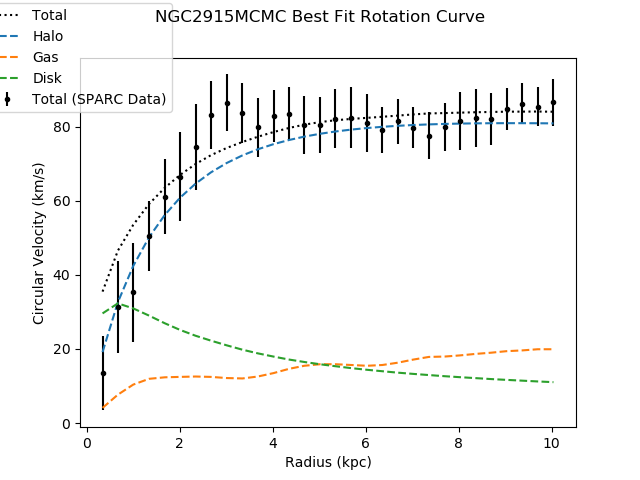 NGC2915MCMC Best Fit Rotation Curve
Total
Halo
Gas
Disk
Total (SPARC Data)
Circular Velocity (km/s)
80
60
40
20
0
0 2 4 6 8 10
Radius (kpc)